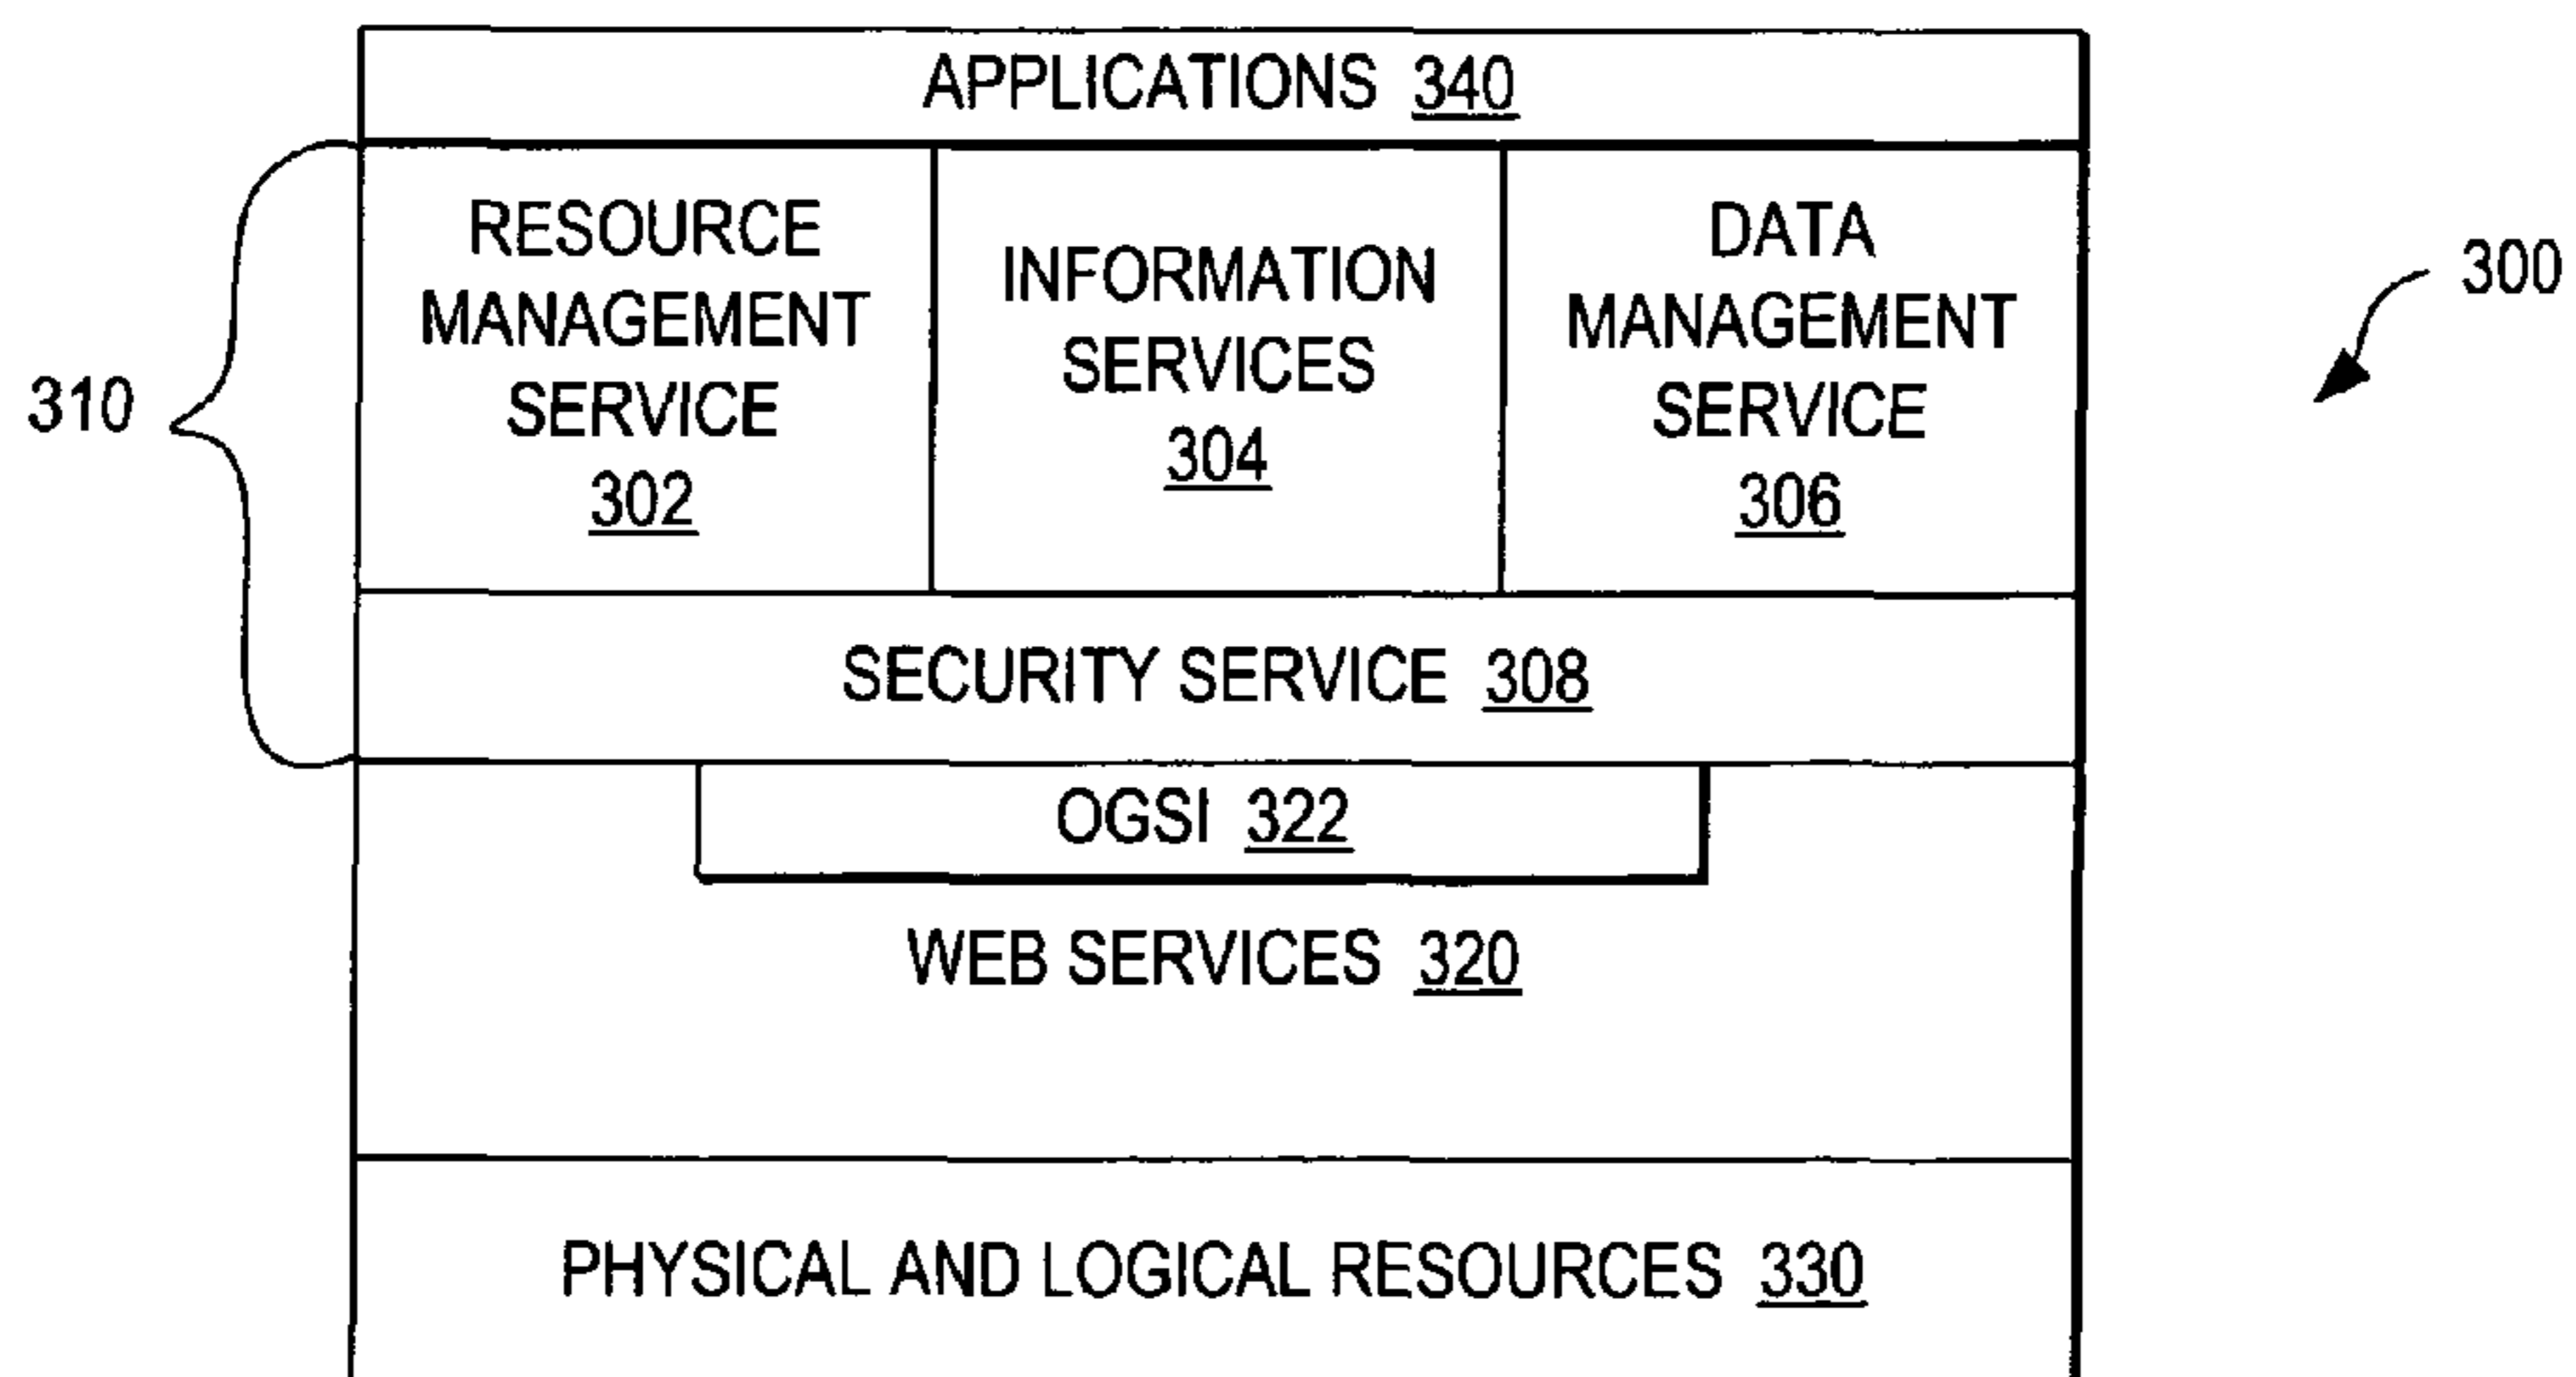 APPLICATIONS 340
RESOURCE
MANAGEMENT
SERVICE
302
INFORMATION
SERVICES
304
DATA
MANAGEMENT
SERVICE
306
300
310
SECURITY SERVICE 308
OGSI 322
WEB SERVICES 320
PHYSICAL AND LOGICAL RESOURCES 330